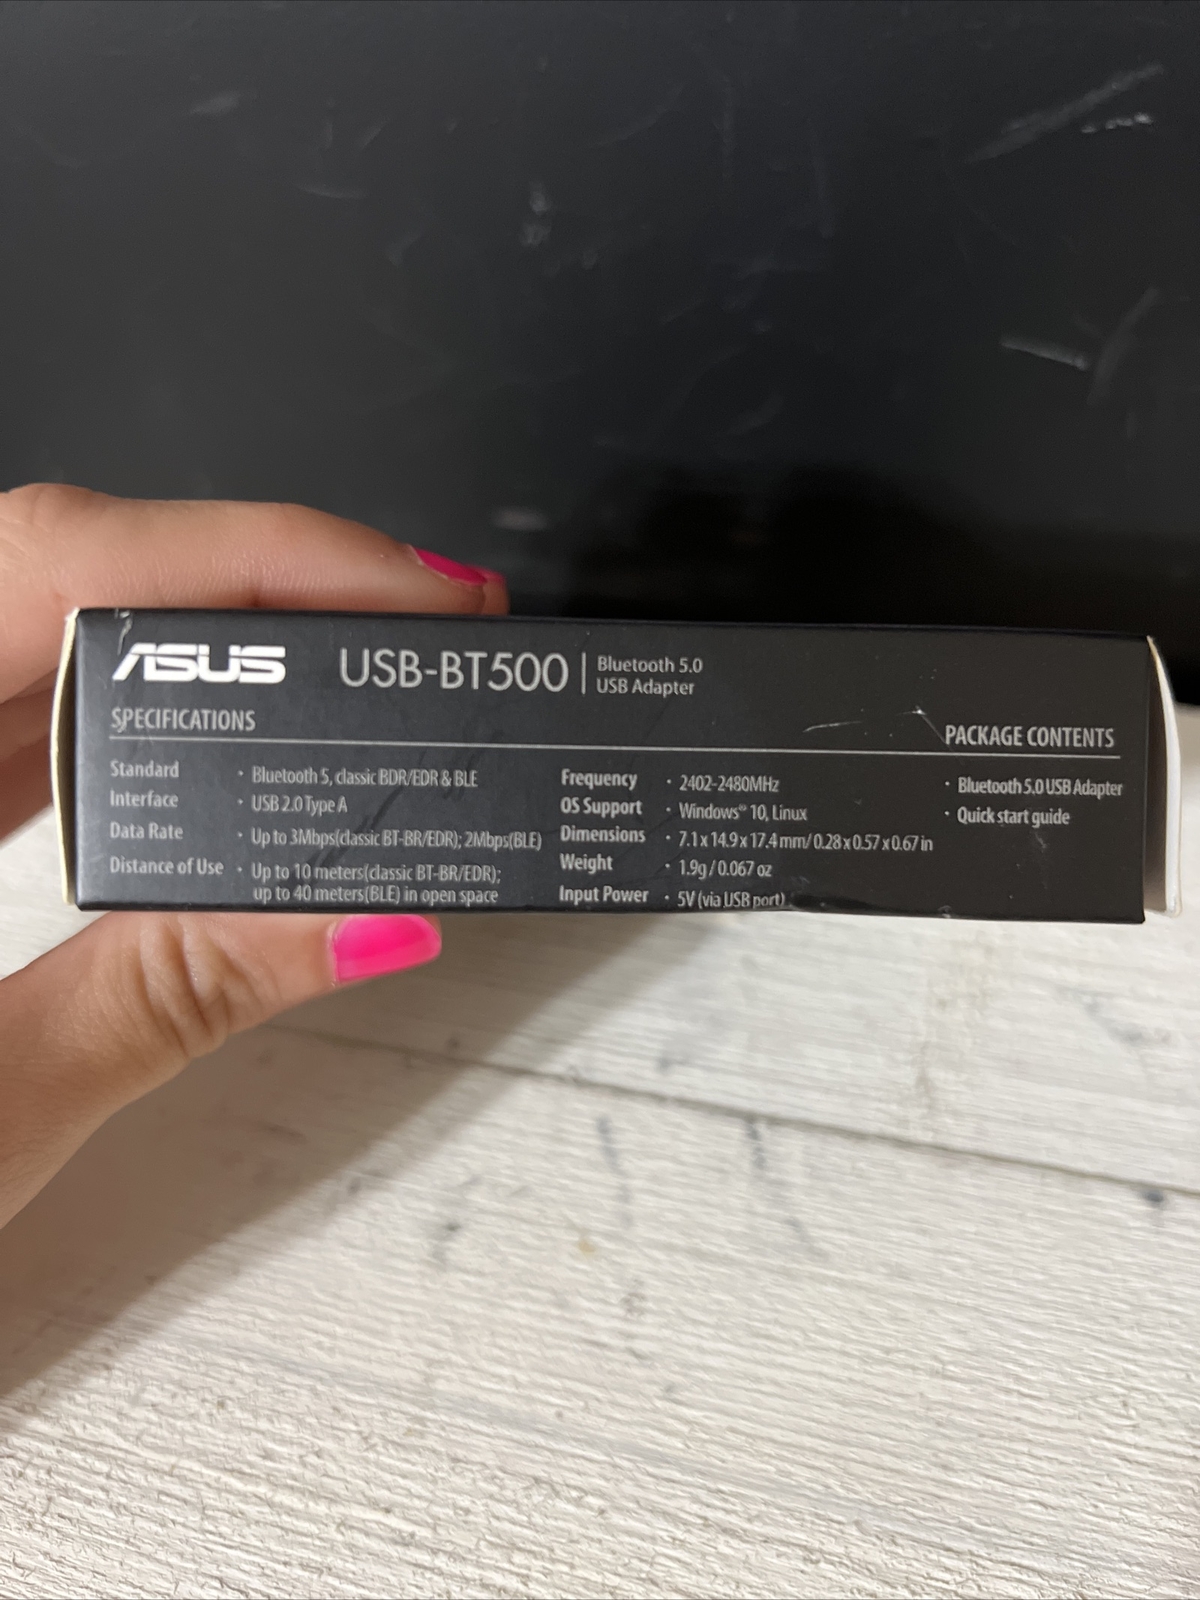 ASUS USB-BT500 Bluetooth 5.0
USB Adapter
SPECIFICATIONS
Standard · Bluetooth 5, classic BDR/EDR & BLE
Interface · USB 2.0 Type A
Data Rate · Up to 3Mbps(classic BT-BR/EDR); 2Mbps(BLE)
Distance of Use · Up to 10 meters(classic BT-BR/EDR);
up to 40 meters(BLE) in open space
Frequency · 2402-2480MHz
OS Support · Windows® 10, Linux
Dimensions · 7.1 x 14.9 x 17.4 mm/ 0.28 x 0.57 x 0.67 in
Weight · 1.9g / 0.067 oz
Input Power · 5V (via USB port)
PACKAGE CONTENTS
· Bluetooth 5.0 USB Adapter
· Quick start guide